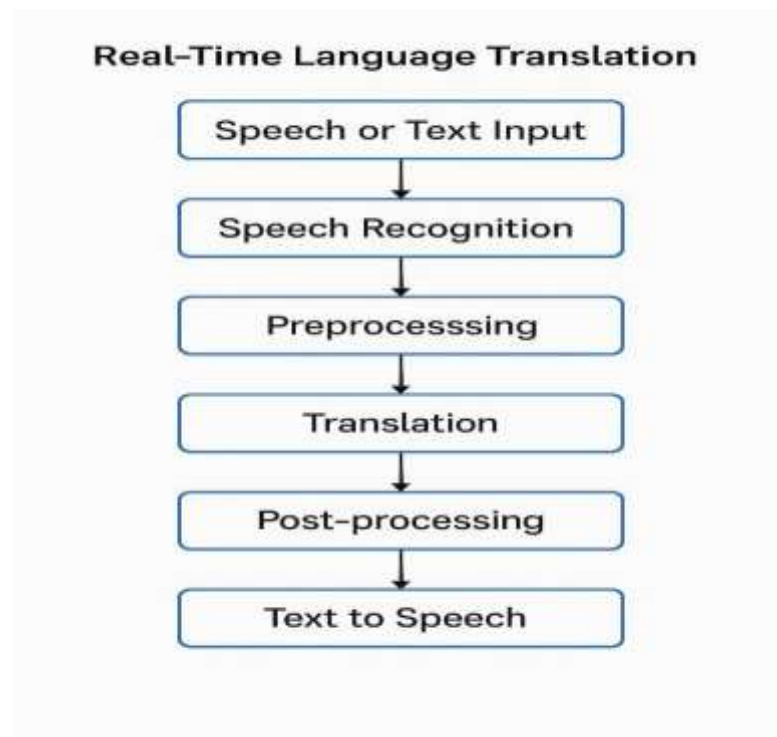 Real-Time Language Translation
Speech or Text Input
Speech Recognition
Preprocesssing
Translation
Post-processing
Text to Speech